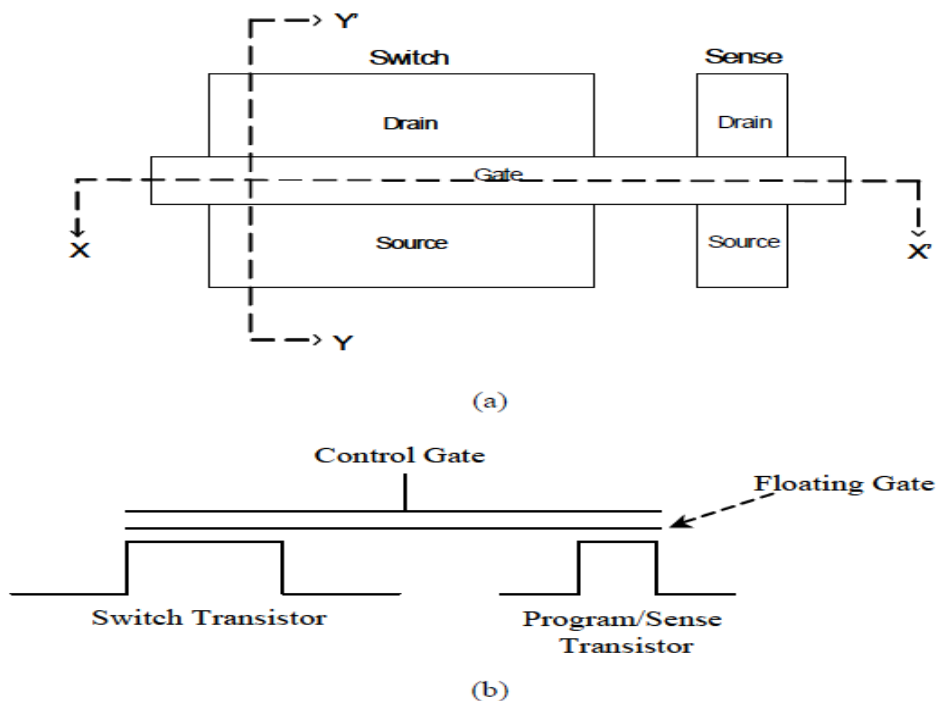 Y'
Switch Sense
Drain Drain
Gate
X Source Source X'
Y
(a)
Control Gate
Floating Gate
Switch Transistor Program/Sense
Transistor
(b)